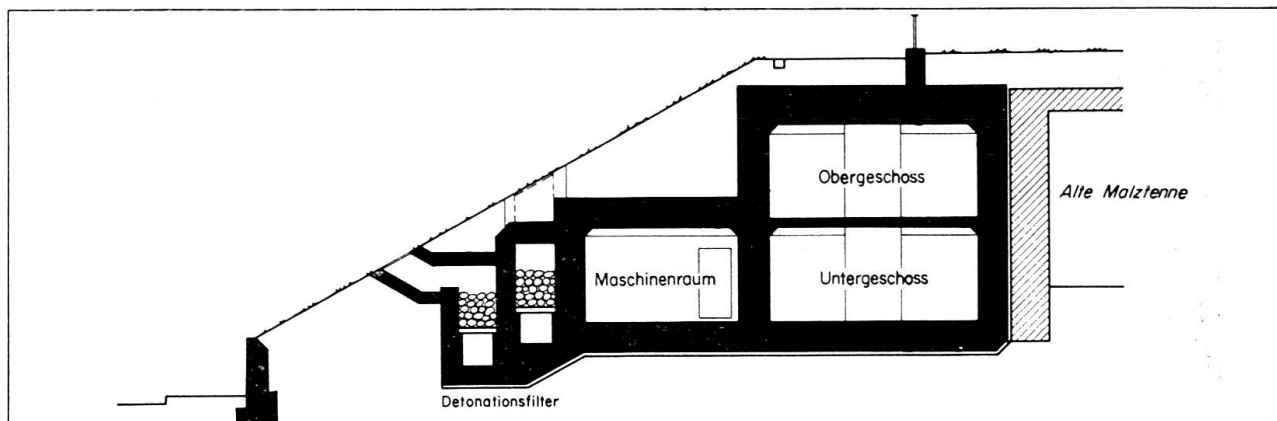 Obergeschoss
Alte Malztenne
Maschinenraum
Untergeschoss
Detonationsfilter